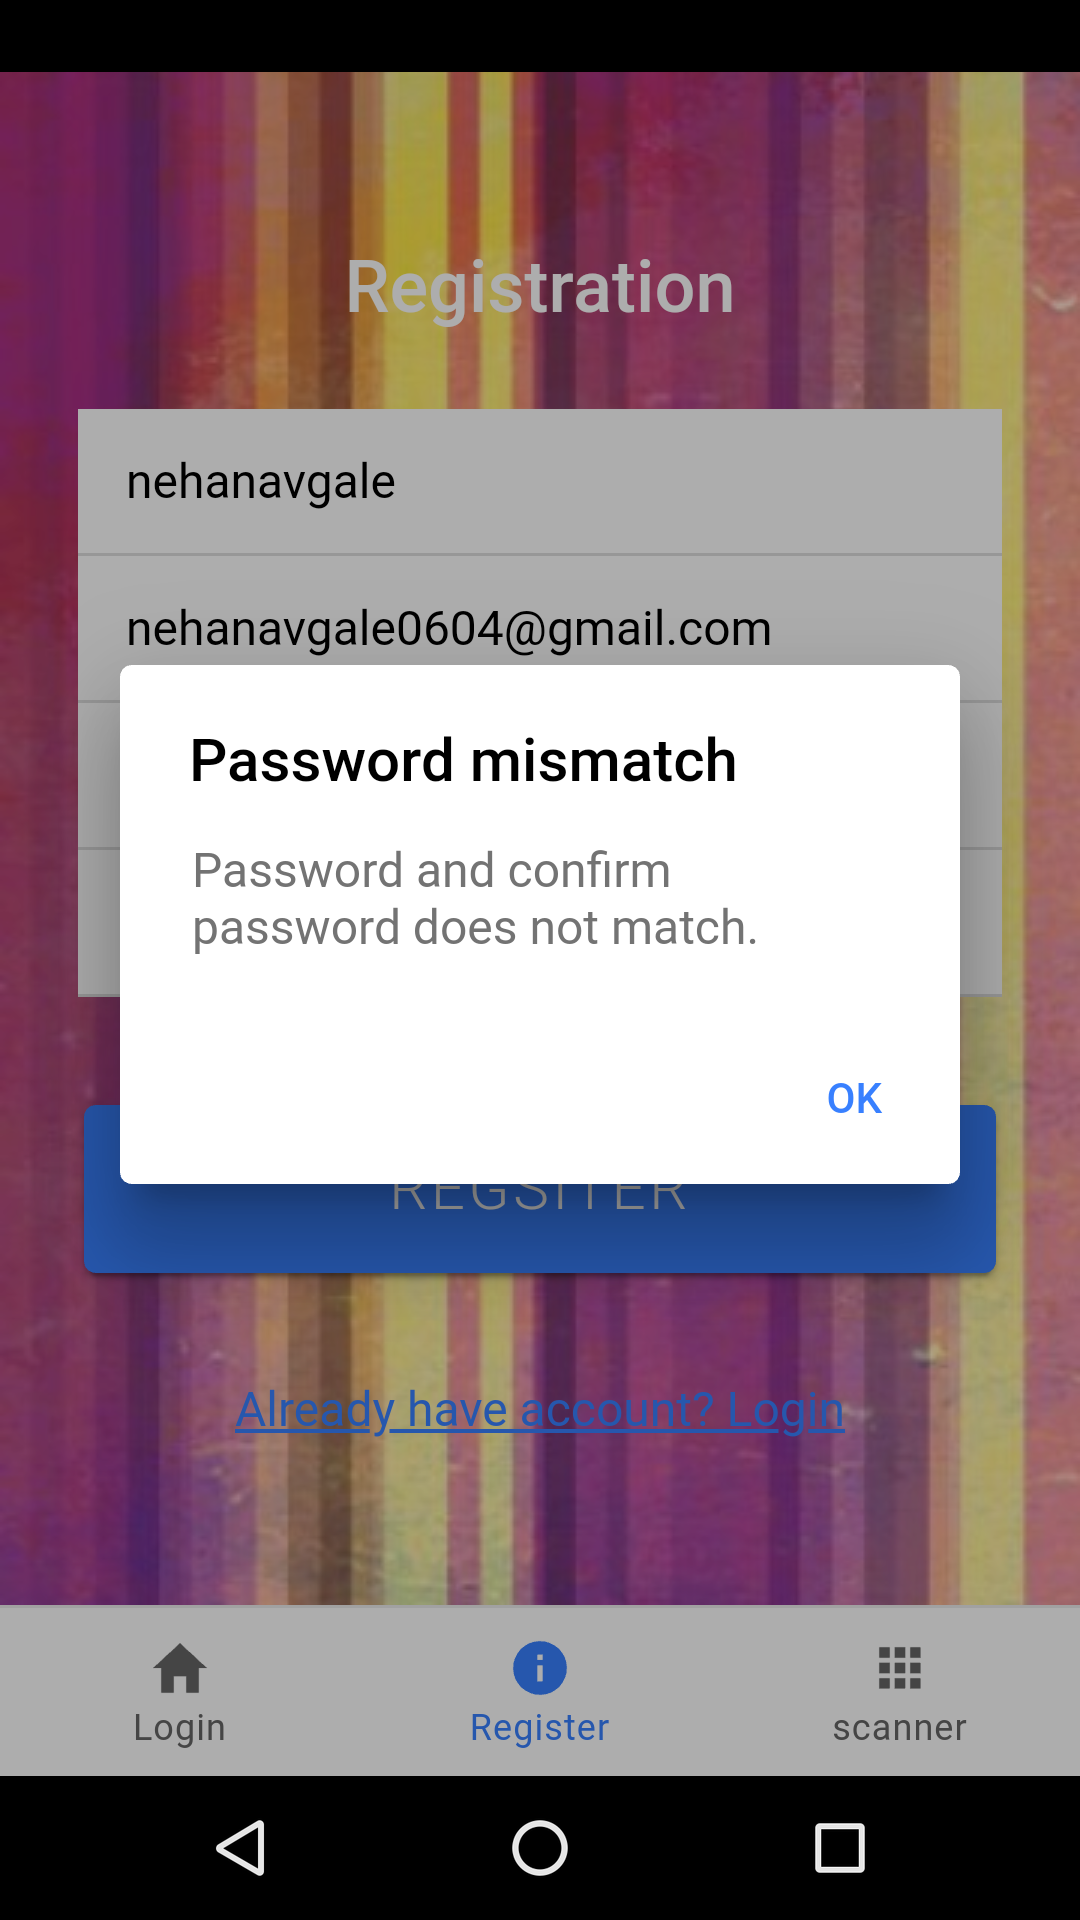 Registration
nehanavgale
nehanavgale0604@gmail.com
Password mismatch
Password and confirm
password does not match.
OK
REGSITER
Already have account? Login
Login
Register
scanner